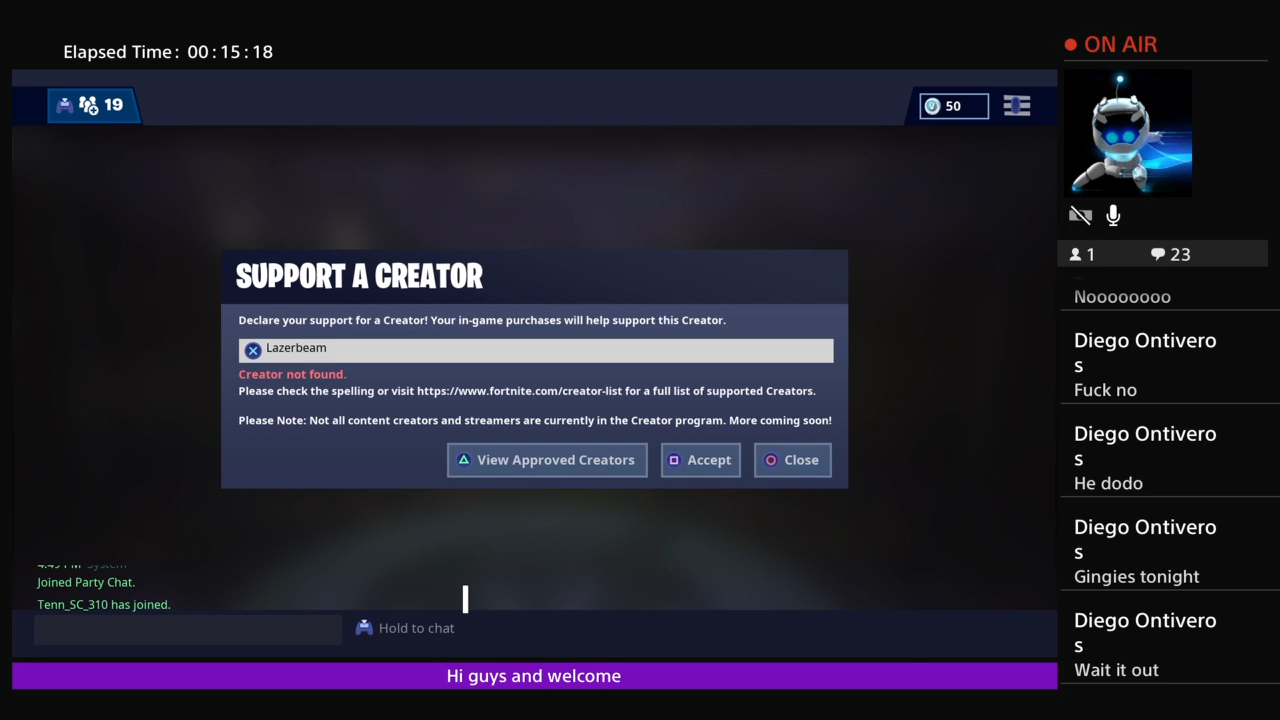 Elapsed Time: 00:15:18
ON AIR
19
50
1
23
Noooooooo
SUPPORT A CREATOR
Declare your support for a Creator! Your in-game purchases will help support this Creator.
Lazerbeam
Creator not found.
Please check the spelling or visit https://www.fortnite.com/creator-list for a full list of supported Creators.
Please Note: Not all content creators and streamers are currently in the Creator program. More coming soon!
View Approved Creators
Accept
Close
Diego Ontivero
s
Fuck no
Diego Ontivero
s
He dodo
Diego Ontivero
s
Gingies tonight
Diego Ontivero
s
Wait it out
System
Joined Party Chat.
Tenn_SC_310 has joined.
Hold to chat
Hi guys and welcome